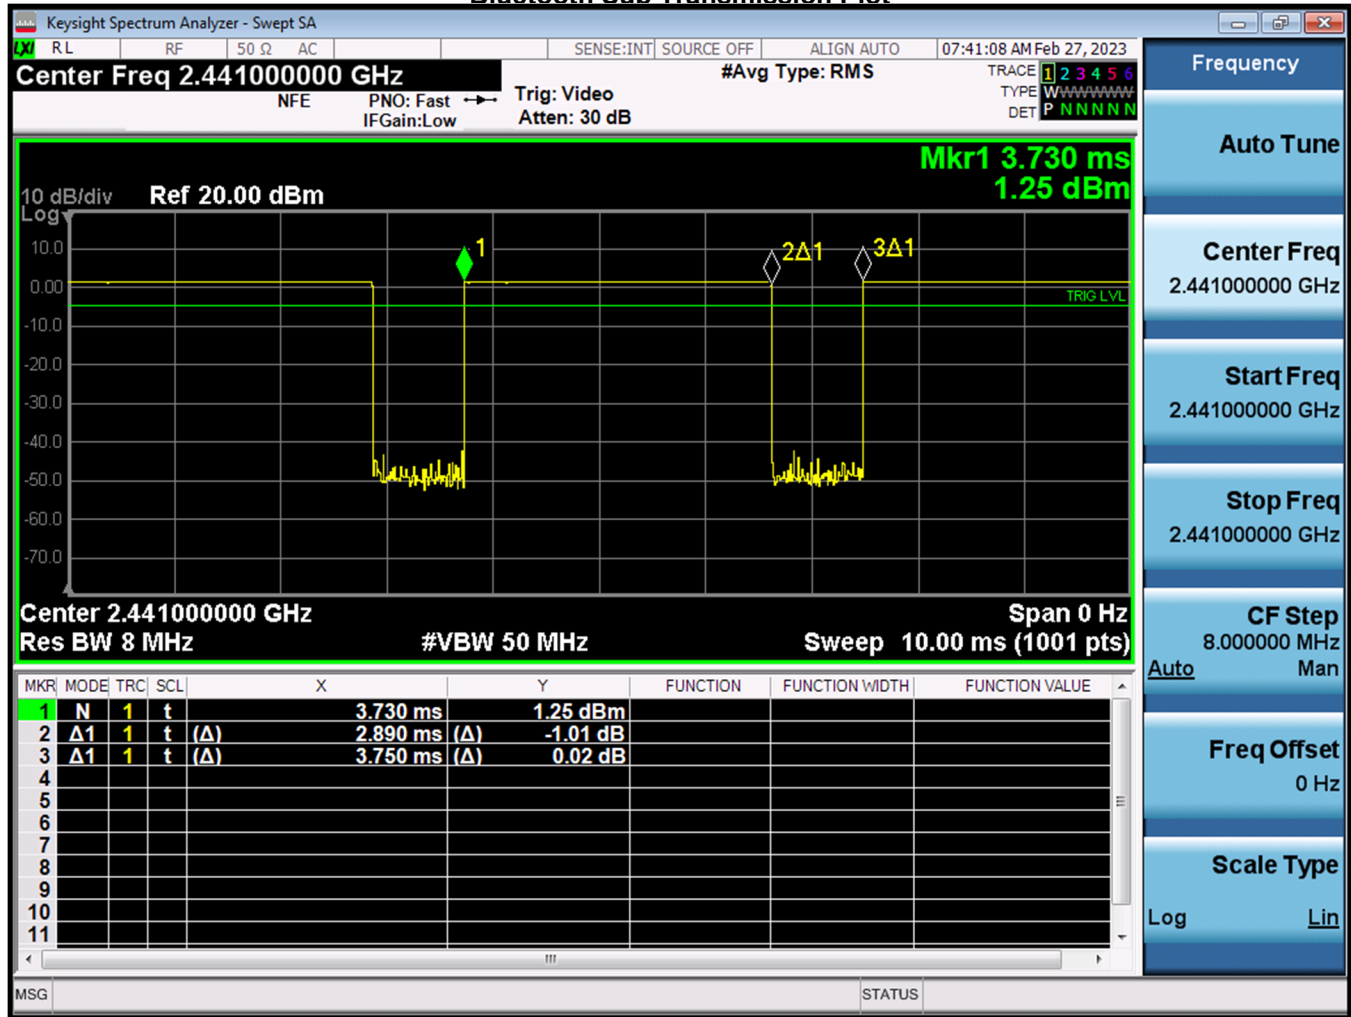 Bluetooth Sub Transmission Plot
Keysight Spectrum Analyzer - Swept SA
LXI RL RF 50 Ω AC SENSE:INT SOURCE OFF ALIGN AUTO 07:41:08 AM Feb 27, 2023
Center Freq 2.441000000 GHz
NFE
PNO: Fast
IFGain:Low
Trig: Video
Atten: 30 dB
#Avg Type: RMS
TRACE 1 2 3 4 5 6
TYPE WWWWWW
DET P N N N N N
Mkr1 3.730 ms
1.25 dBm
10 dB/div Ref 20.00 dBm
Log
10.0
0.00
-10.0
-20.0
-30.0
-40.0
-50.0
-60.0
-70.0
1
2Δ1
3Δ1
TRIG LVL
Center 2.441000000 GHz Span 0 Hz
Res BW 8 MHz #VBW 50 MHz Sweep 10.00 ms (1001 pts)
MKR MODE TRC SCL X Y FUNCTION FUNCTION WIDTH FUNCTION VALUE
1 N 1 t 3.730 ms 1.25 dBm
2 Δ1 1 t (Δ) 2.890 ms (Δ) -1.01 dB
3 Δ1 1 t (Δ) 3.750 ms (Δ) 0.02 dB
4
5
6
7
8
9
10
11
MSG STATUS
Frequency
Auto Tune
Center Freq
2.441000000 GHz
Start Freq
2.441000000 GHz
Stop Freq
2.441000000 GHz
CF Step
8.000000 MHz
Auto Man
Freq Offset
0 Hz
Scale Type
Log Lin